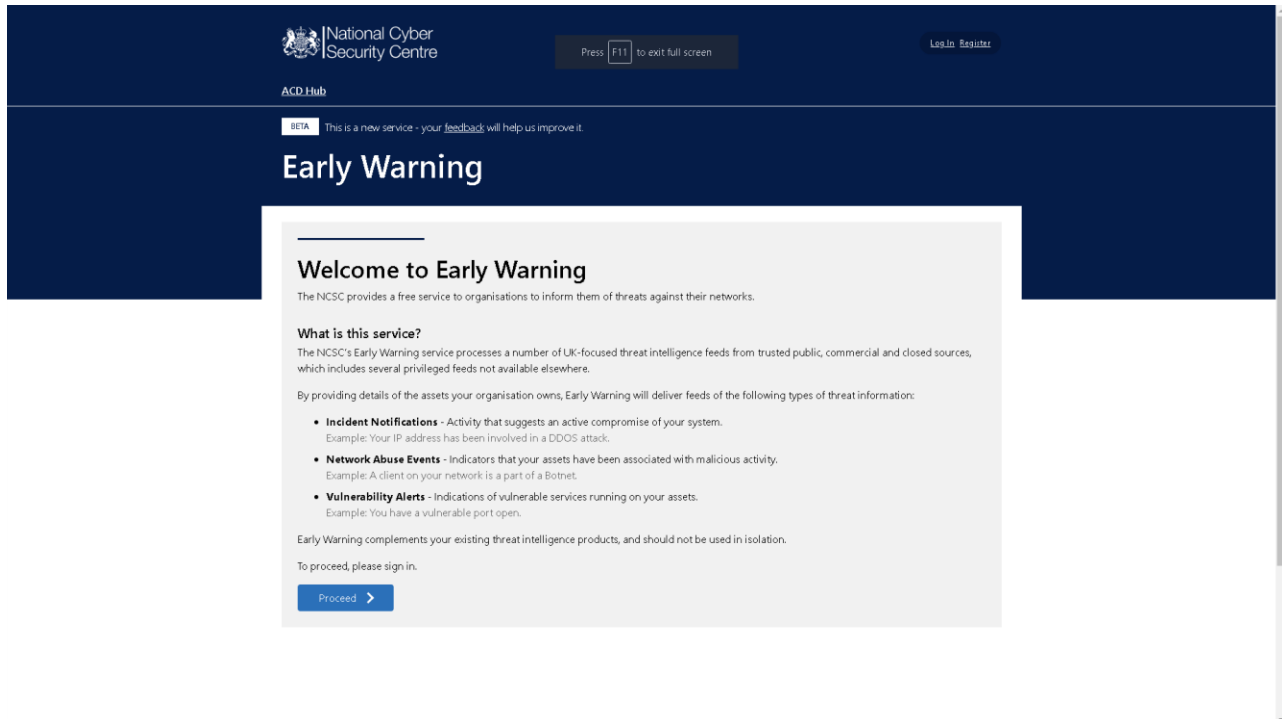 National Cyber
Security Centre
Press F11 to exit full screen
Log In Register
ACD Hub
BETA This is a new service - your feedback will help us improve it.
Early Warning
Welcome to Early Warning
The NCSC provides a free service to organisations to inform them of threats against their networks.
What is this service?
The NCSC's Early Warning service processes a number of UK-focused threat intelligence feeds from trusted public, commercial and closed sources,
which includes several privileged feeds not available elsewhere.
By providing details of the assets your organisation owns, Early Warning will deliver feeds of the following types of threat information:
• Incident Notifications - Activity that suggests an active compromise of your system.
Example: Your IP address has been involved in a DDOS attack.
• Network Abuse Events - Indicators that your assets have been associated with malicious activity.
Example: A client on your network is a part of a Botnet.
• Vulnerability Alerts - Indications of vulnerable services running on your assets.
Example: You have a vulnerable port open.
Early Warning complements your existing threat intelligence products, and should not be used in isolation.
To proceed, please sign in.
Proceed